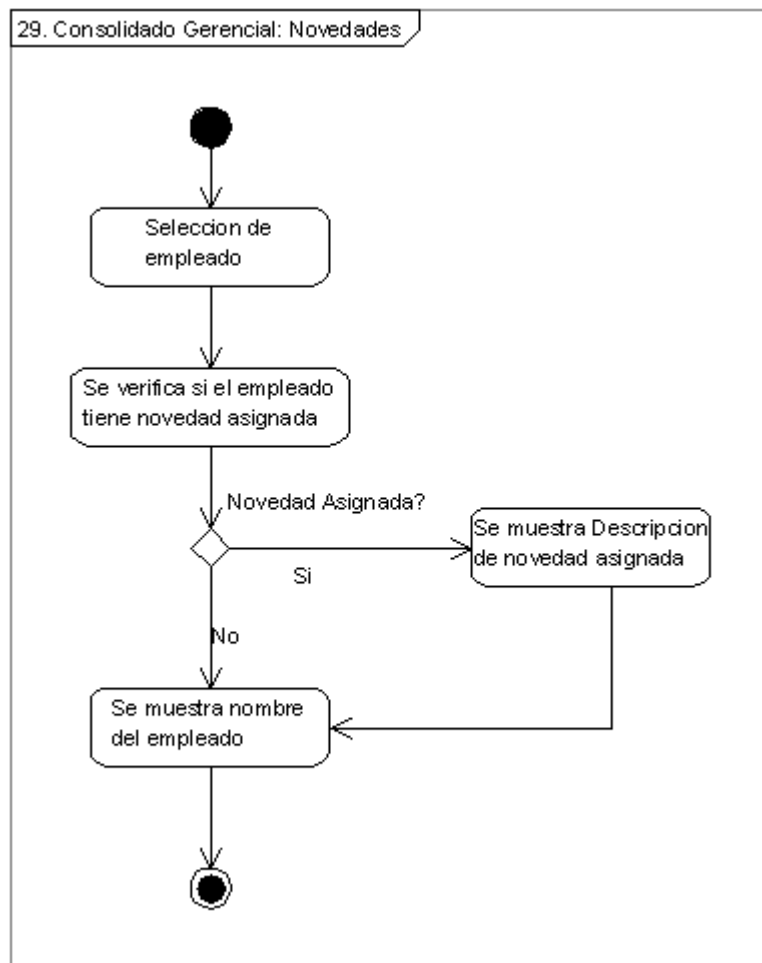 29. Consolidado Gerencial: Novedades
Seleccion de
empleado
Se verifica si el empleado
tiene novedad asignada
Novedad Asignada?
Se muestra Descripcion
de novedad asignada
Si
No
Se muestra nombre
del empleado